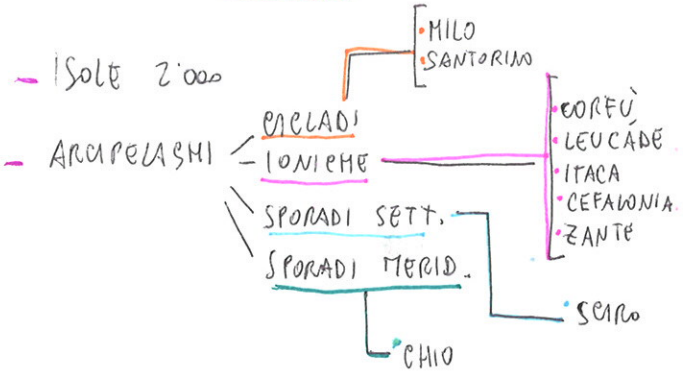 MILO
SANTORINO
ISOLE 2'000
CICLADI
CORFÙ
LEUCADE
ARCIPELAGHI
IONICHE
ITACA
CEFALONIA
SPORADI SETT.
ZANTE
SPORADI MERID.
SCIRO
CHIO